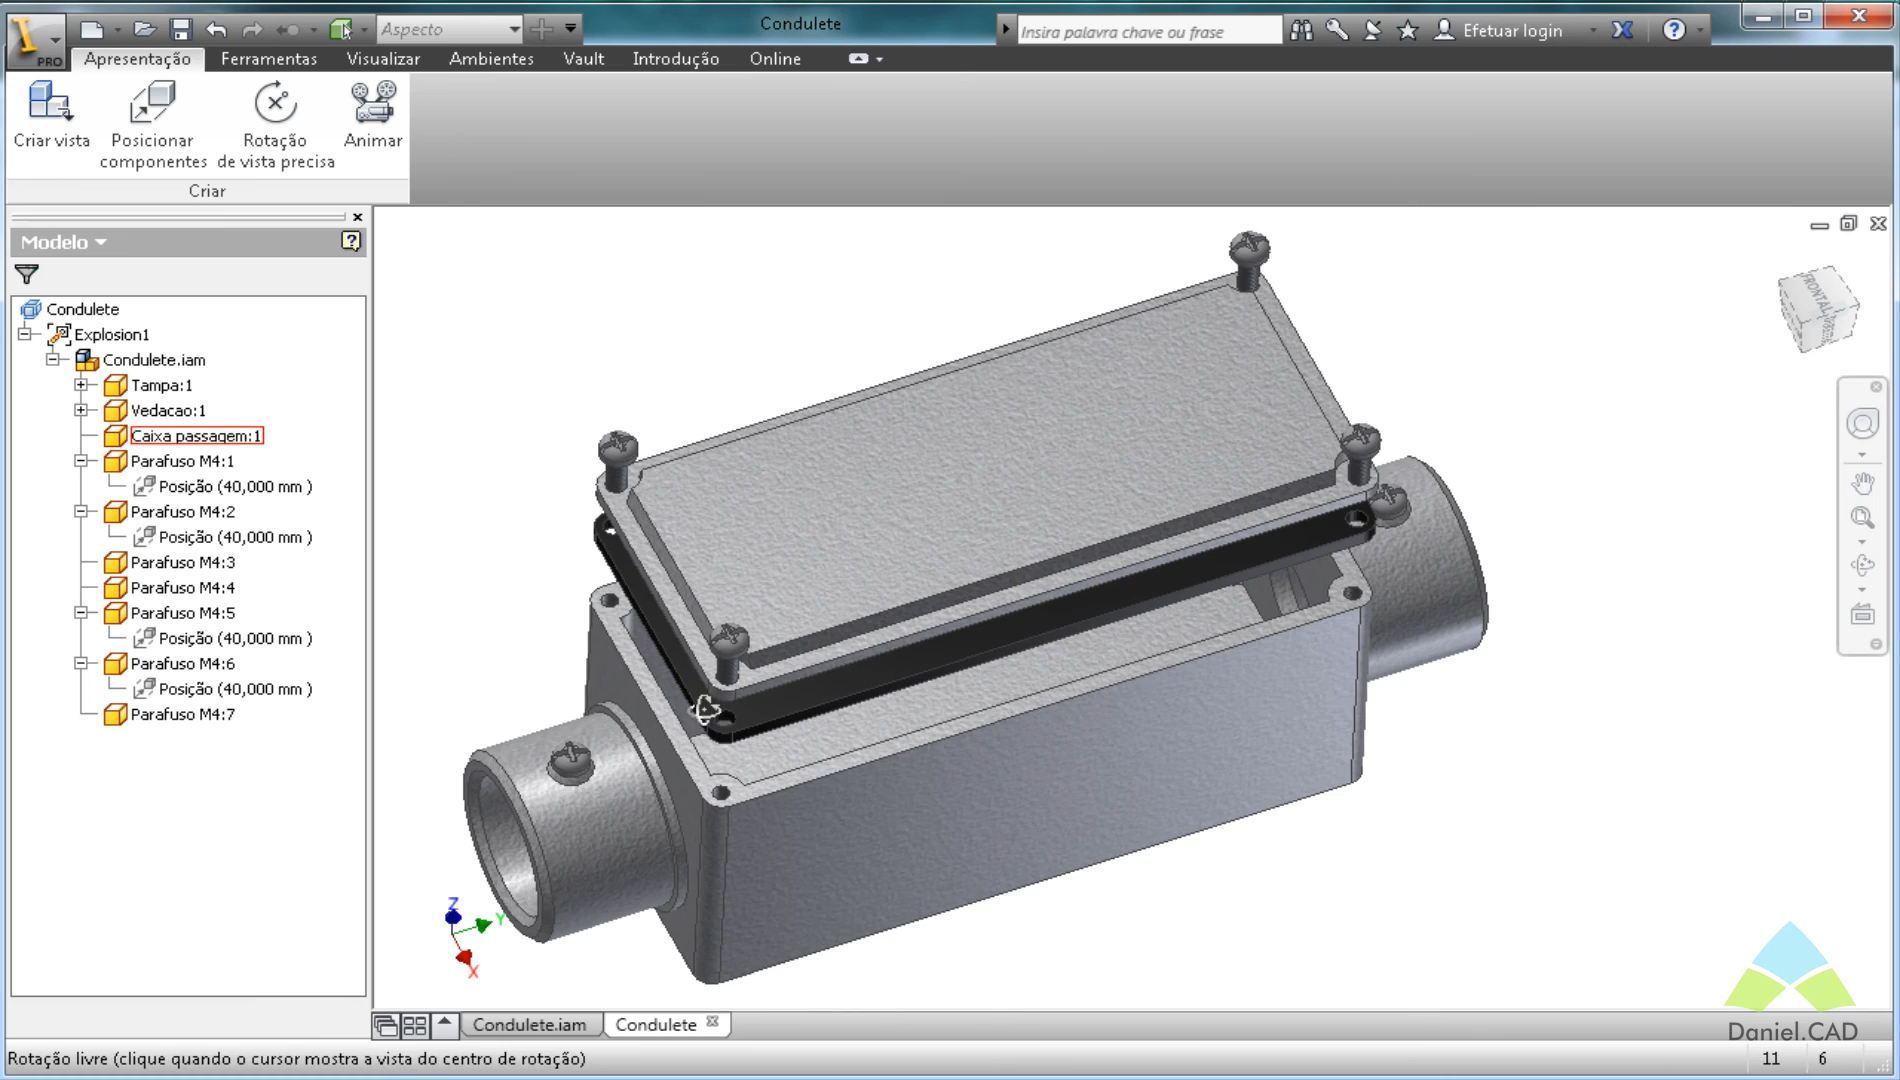 Aspecto
Condulete
Insira palavra chave ou frase
Efetuar login
PRO
Apresentação
Ferramentas
Visualizar
Ambientes
Vault
Introdução
Online
Criar vista
Posicionar
componentes
Rotação
de vista precisa
Animar
Criar
Modelo
Condulete
Explosion1
Condulete.iam
Tampa:1
Vedacao:1
Caixa passagem:1
Parafuso M4:1
Posição (40,000 mm )
Parafuso M4:2
Posição (40,000 mm )
Parafuso M4:3
Parafuso M4:4
Parafuso M4:5
Posição (40,000 mm )
Parafuso M4:6
Posição (40,000 mm )
Parafuso M4:7
FRONTAL
Z
Y
X
Condulete.iam
Condulete
Daniel.CAD
Rotação livre (clique quando o cursor mostra a vista do centro de rotação)
11
6